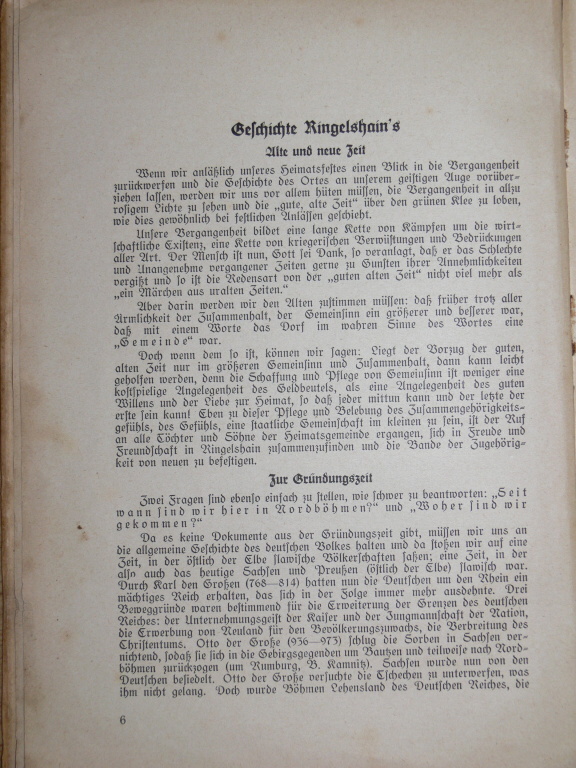 Geschichte Ringelshain's
Alte und neue Zeit
Wenn wir anläßlich unseres Heimatsfestes einen Blick in die Vergangenheit
zurückwerfen und die Geschichte des Ortes an unserem geistigen Auge vorüber-
ziehen lassen, werden wir uns vor allem hüten müssen, die Vergangenheit in allzu
rosigem Lichte zu sehen und die „gute, alte Zeit“ über den grünen Klee zu loben,
wie dies gewöhnlich bei festlichen Anlässen geschieht.
Unsere Vergangenheit bildet eine lange Kette von Kämpfen um die wirt-
schaftliche Existenz, eine Kette von kriegerischen Verwüstungen und Bedrückungen
aller Art. Der Mensch ist nun, Gott sei Dank, so veranlagt, daß er das Schlechte
und Unangenehme vergangener Zeiten gerne zu Gunsten ihrer Annehmlichkeiten
vergißt und so ist die Redensart von der „guten alten Zeit“ nicht viel mehr als
„ein Märchen aus uralten Zeiten.“
Aber darin werden wir den Alten zustimmen müssen: daß früher trotz aller
Ärmlichkeit der Zusammenhalt, der Gemeinsinn ein größerer und besserer war,
daß mit einem Worte das Dorf im wahren Sinne des Wortes eine
„Gemeinde“ war.
Doch wenn dem so ist, können wir sagen: Liegt der Vorzug der guten,
alten Zeit nur im größeren Gemeinsinn und Zusammenhalt, dann kann leicht
geholfen werden, denn die Schaffung und Pflege von Gemeinsinn ist weniger eine
kostspielige Angelegenheit des Geldbeutels, als eine Angelegenheit des guten
Willens und der Liebe zur Heimat, so daß jeder mittun kann und der letzte der
erste sein kann! Eben zu dieser Pflege und Belebung des Zusammengehörigkeits-
gefühls, des Gefühls, eine staatliche Gemeinschaft im kleinen zu sein, ist der Ruf
an alle Töchter und Söhne der Heimatsgemeinde ergangen, sich in Freude und
Freundschaft in Ringelshain zusammenzufinden und die Bande der Zugehörig-
keit von neuen zu befestigen.
Zur Gründungszeit
Zwei Fragen sind ebenso einfach zu stellen, wie schwer zu beantworten: „Seit
wann sind wir hier in Nordböhmen?“ und „Woher sind wir
gekommen?“
Da es keine Dokumente aus der Gründungszeit gibt, müssen wir uns an
die allgemeine Geschichte des deutschen Volkes halten und da stoßen wir auf eine
Zeit, in der östlich der Elbe slawische Völkerschaften saßen; eine Zeit, in der
also auch das heutige Sachsen und Preußen (östlich der Elbe) slawisch war.
Durch Karl den Großen (768—814) hatten nun die Deutschen um den Rhein ein
mächtiges Reich erhalten, das sich in der Folge immer mehr ausdehnte. Drei
Beweggründe waren bestimmend für die Erweiterung der Grenzen des deutschen
Reiches: der Unternehmungsgeist der Kaiser und der Jungmannschaft der Nation,
die Erwerbung von Neuland für den Bevölkerungszuwachs, die Verbreitung des
Christentums. Otto der Große (936—973) schlug die Sorben in Sachsen ver-
nichtend, sodaß sie sich in die Gebirgsgegenden um Bautzen und teilweise nach Nord-
böhmen zurückzogen (um Rumburg, B. Kamnitz). Sachsen wurde nun von den
Deutschen besiedelt. Otto der Große versuchte die Tschechen zu unterwerfen, was
ihm nicht gelang. Doch wurde Böhmen Lehensland des Deutschen Reiches, die
6